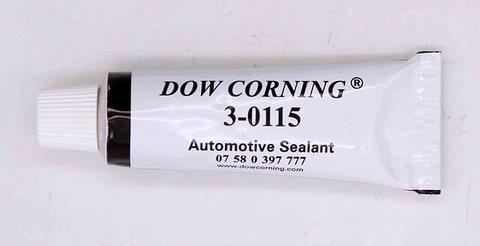 DOW CORNING®
3-0115
Automotive Sealant
07 58 0 397 777
www.dowcorning.com